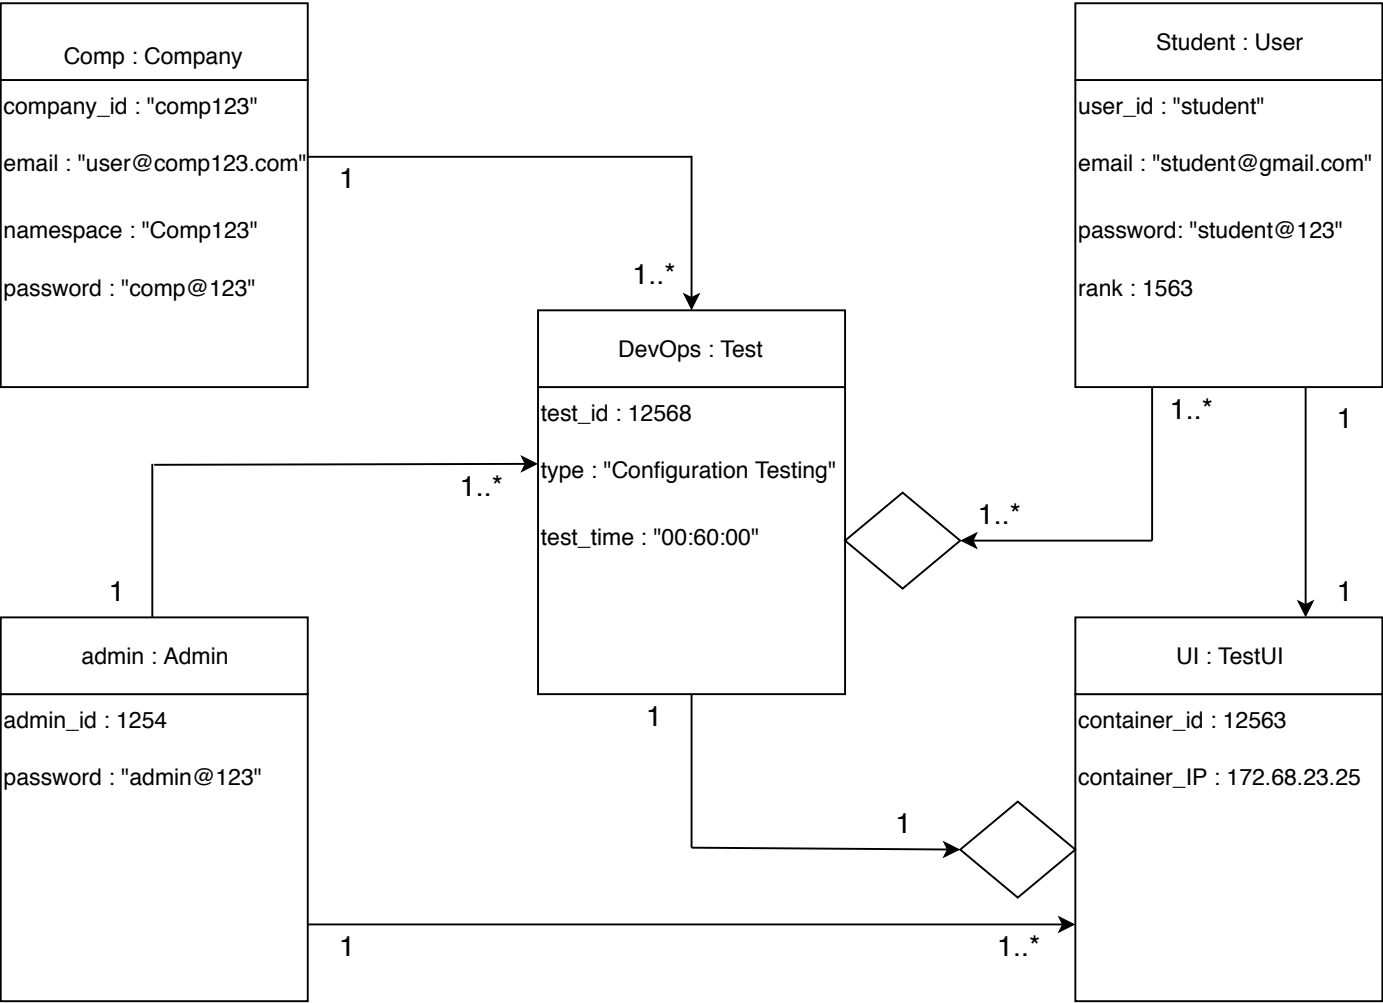 Comp : Company
company_id : "comp123"
email : "user@comp123.com"
namespace : "Comp123"
password : "comp@123"
1
1..*
Student : User
user_id : "student"
email : "student@gmail.com"
password: "student@123"
rank : 1563
1..*
1
1..*
1
DevOps : Test
test_id : 12568
type : "Configuration Testing"
test_time : "00:60:00"
1..*
1
1
1
admin : Admin
admin_id : 1254
password : "admin@123"
1
1..*
UI : TestUI
container_id : 12563
container_IP : 172.68.23.25